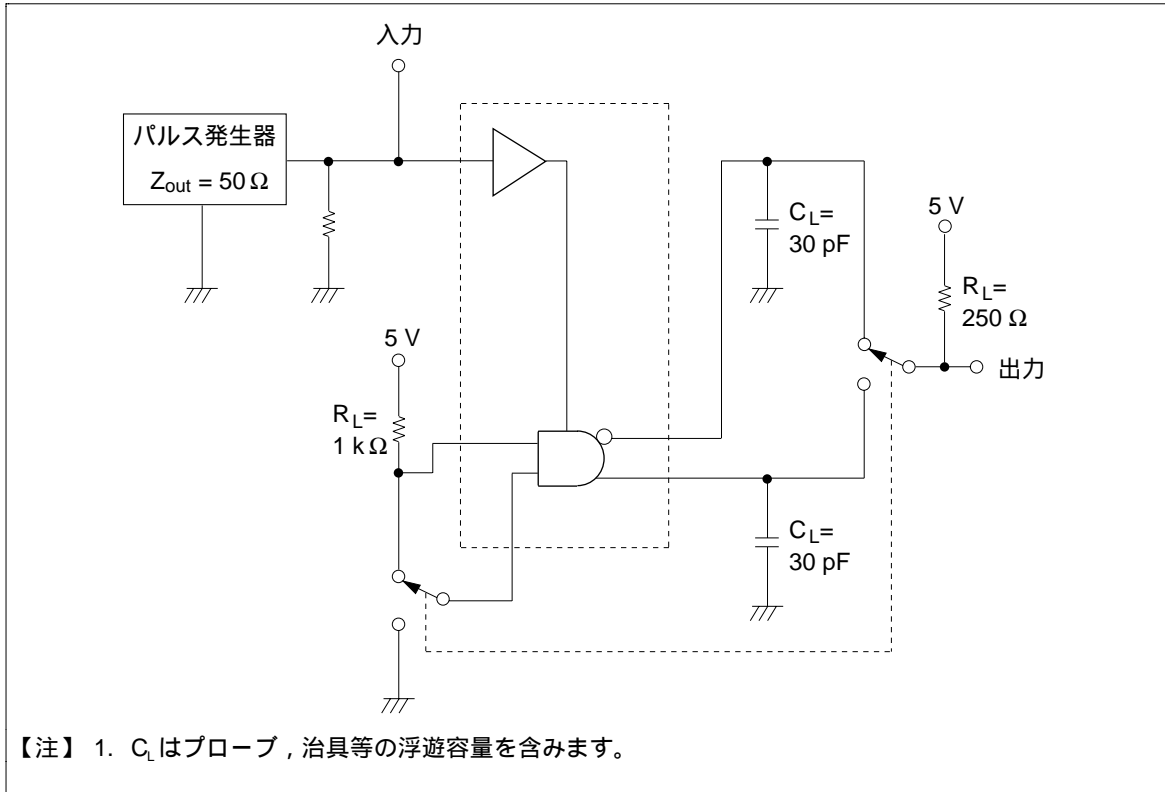 入力
パルス発生器
Zout = 50 Ω
CL=
30 pF
5 V
RL=
250 Ω
出力
5 V
RL=
1 k Ω
CL=
30 pF
【注】 1. CLはプローブ , 治具等の浮遊容量を含みます。